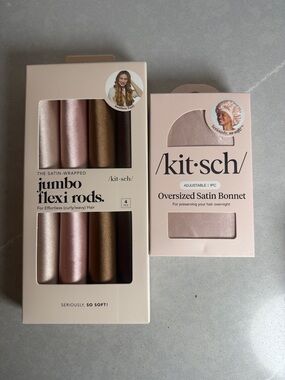 THE SATIN-WRAPPED
jumbo
flexi rods.
For Effortless (curly/wavy) Hair
/kit·sch/
4
SERIOUSLY, SO SOFT!
/kit·sch/
ADJUSTABLE | 1PC
Oversized Satin Bonnet
For preserving your hair overnight